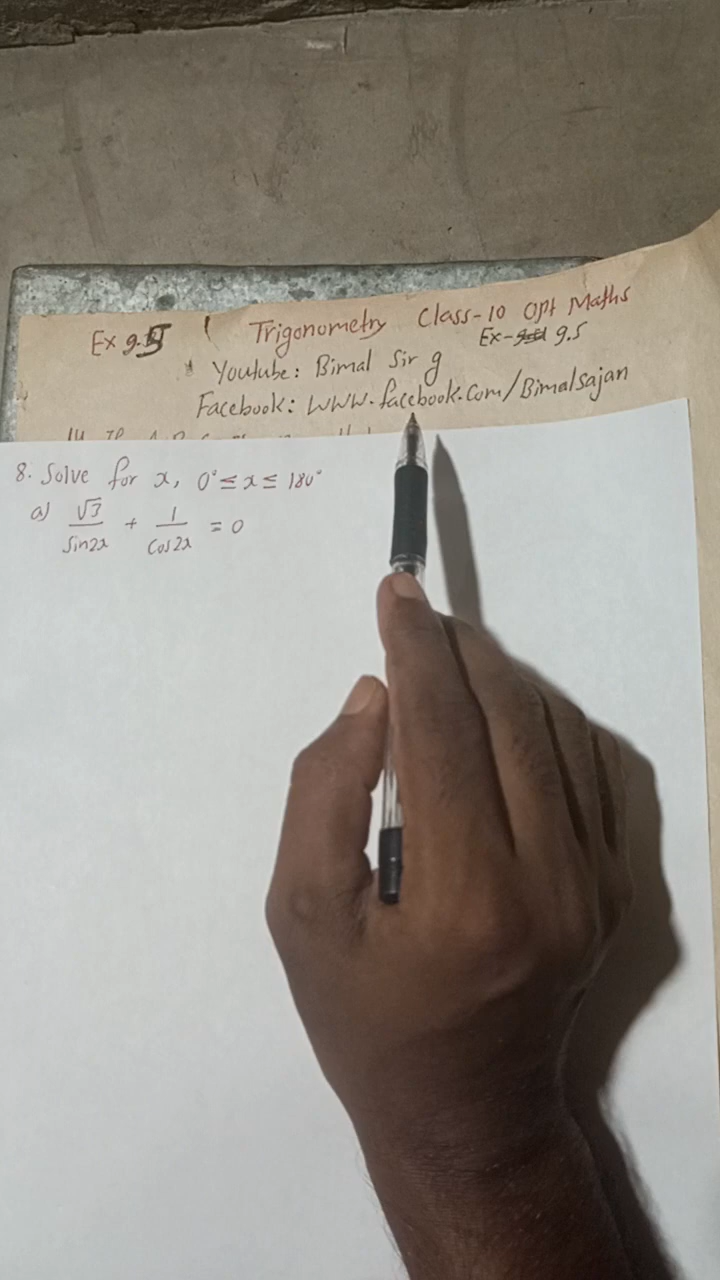 Ex 9.5 Trigonometry Class-10 Opt Maths
Ex- 9.5
Youtube: Bimal Sir g
Facebook: WWW.facebook.Com/Bimalsajan
8. Solve for x, 0° ≤ x ≤ 180°
a) √3/Sin2x + 1/Cos2x = 0